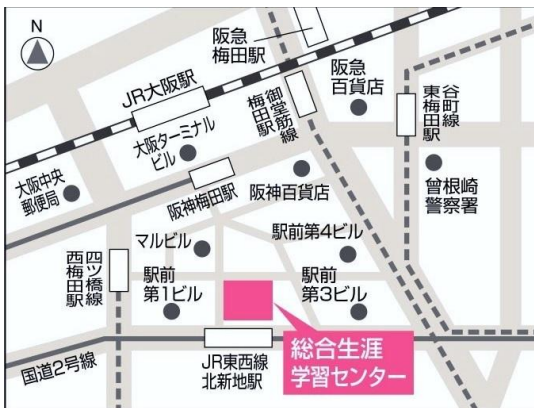 N
阪急
梅田駅
JR大阪駅
御堂筋線
梅田駅
阪急
百貨店
谷町線
東梅田駅
大阪ターミナル
ビル
大阪中央
郵便局
阪神梅田駅
阪神百貨店
曾根崎
警察署
四ツ橋線
西梅田駅
マルビル
駅前第4ビル
駅前
第1ビル
駅前
第3ビル
総合生涯
学習センター
国道2号線
JR東西線
北新地駅